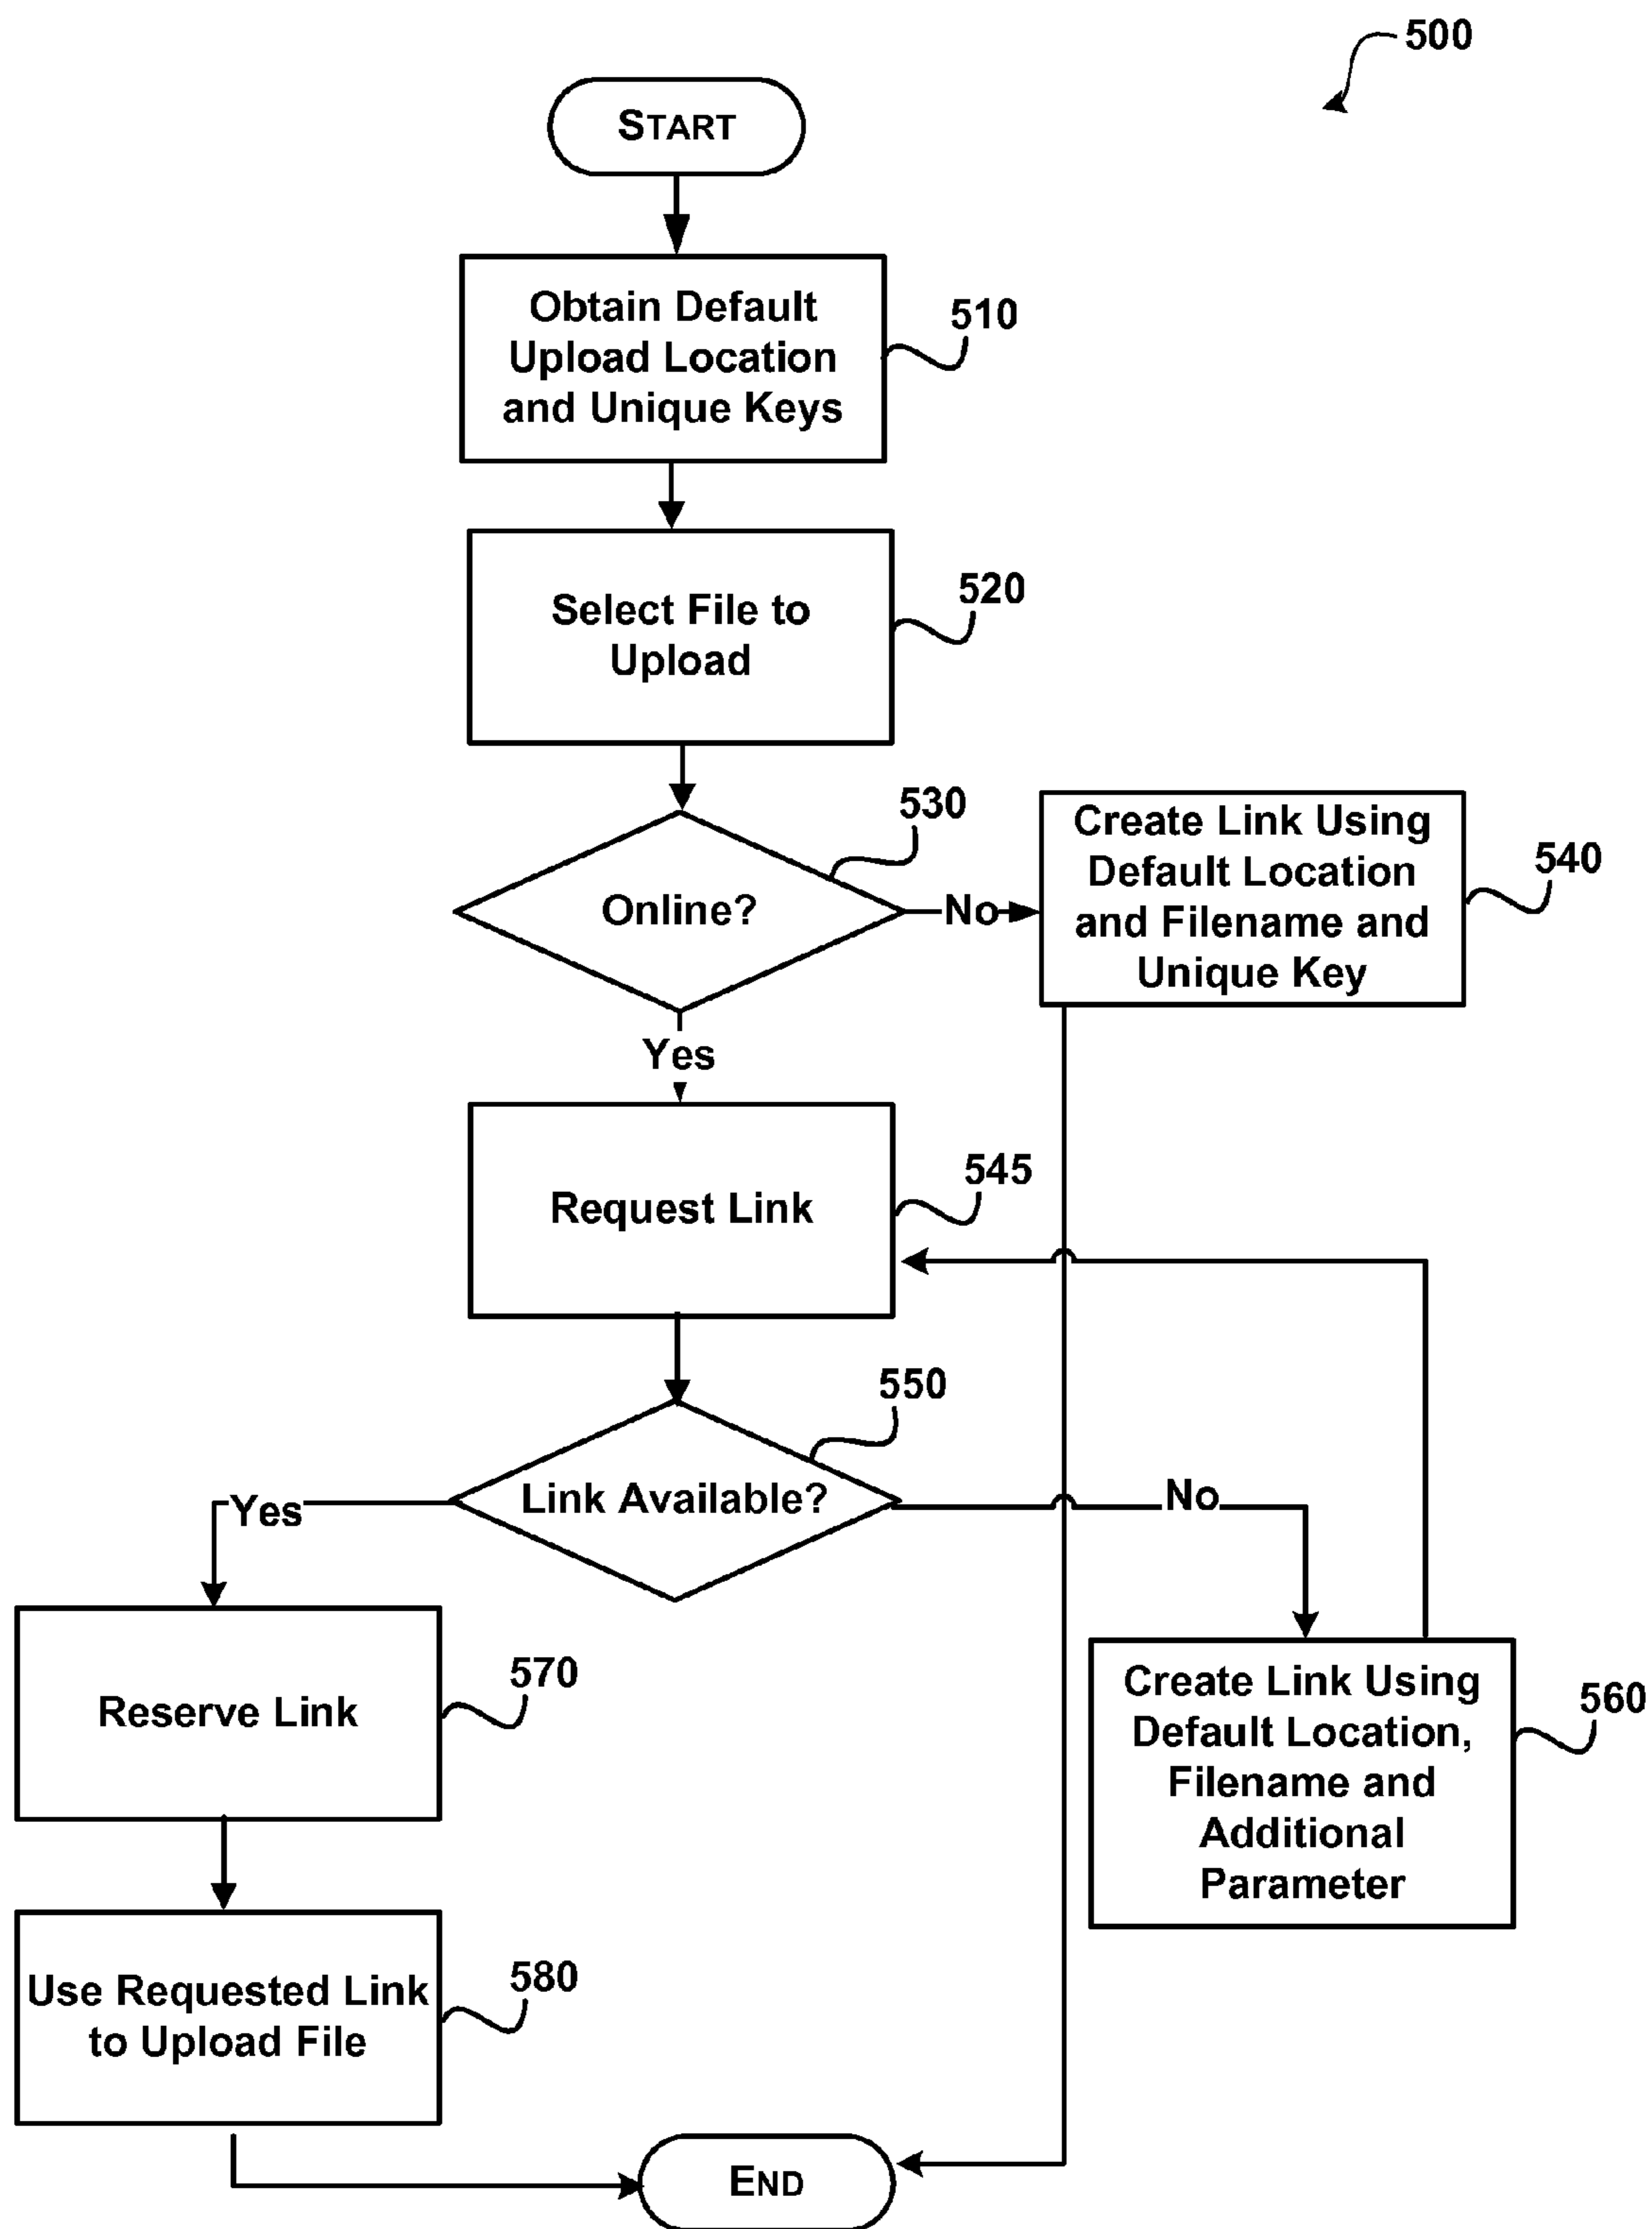 500
START
Obtain Default
Upload Location
and Unique Keys
510
Select File to
Upload
520
530
Online?
No
Create Link Using
Default Location
and Filename and
Unique Key
540
Yes
Request Link
545
550
Link Available?
Yes
No
Reserve Link
570
Create Link Using
Default Location,
Filename and
Additional
Parameter
560
Use Requested Link
to Upload File
580
END